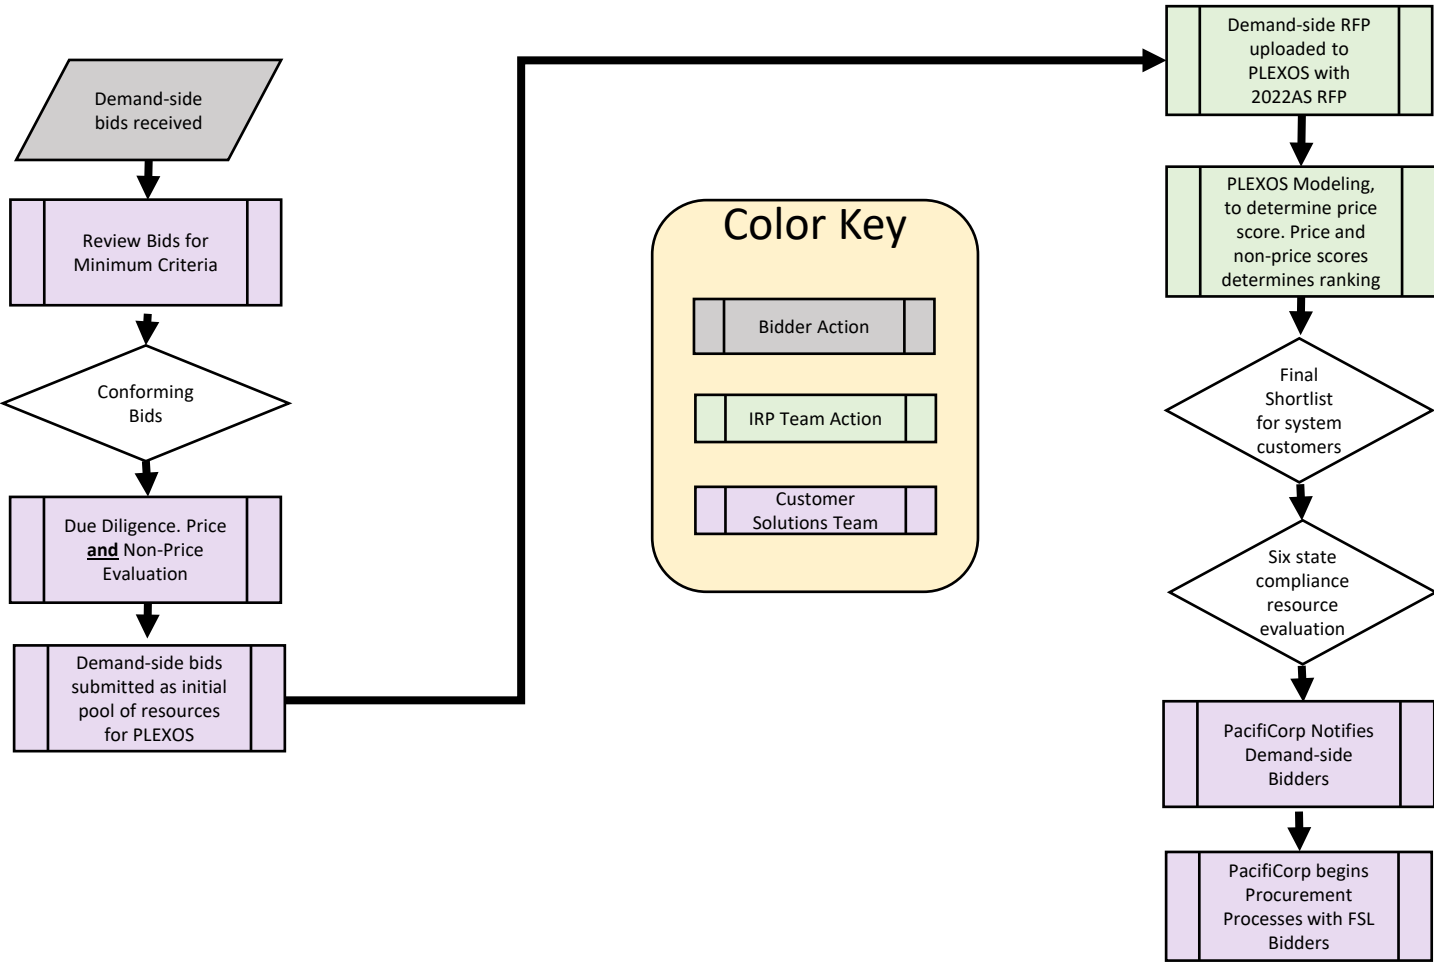 Demand-side
bids received
Review Bids for
Minimum Criteria
Conforming
Bids
Due Diligence. Price
and Non-Price
Evaluation
Demand-side bids
submitted as initial
pool of resources
for PLEXOS
Color Key
Bidder Action
IRP Team Action
Customer
Solutions Team
Demand-side RFP
uploaded to
PLEXOS with
2022AS RFP
PLEXOS Modeling,
to determine price
score. Price and
non-price scores
determines ranking
Final
Shortlist
for system
customers
Six state
compliance
resource
evaluation
PacifiCorp Notifies
Demand-side
Bidders
PacifiCorp begins
Procurement
Processes with FSL
Bidders